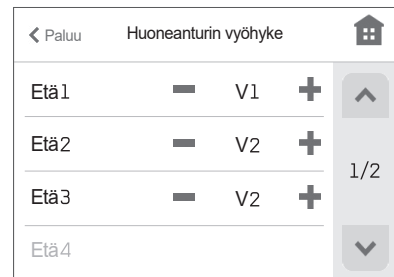 Paluu Huoneanturin vyöhyke
Etä1 V1
Etä2 V2
Etä3 V2
Etä4
1/2